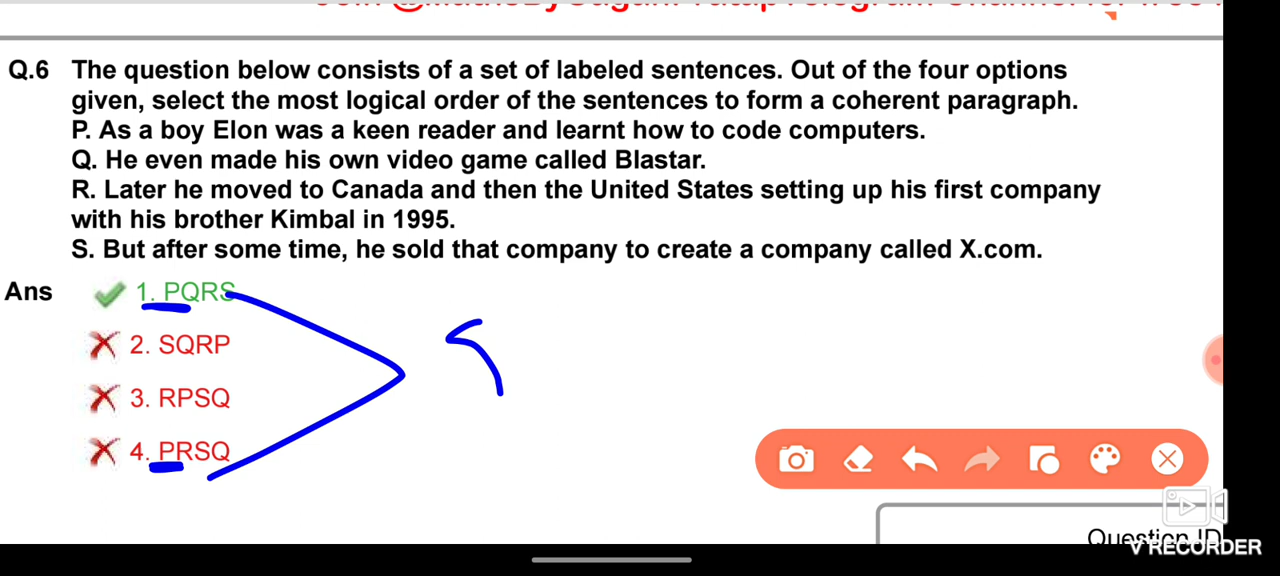 Q.6 The question below consists of a set of labeled sentences. Out of the four options
given, select the most logical order of the sentences to form a coherent paragraph.
P. As a boy Elon was a keen reader and learnt how to code computers.
Q. He even made his own video game called Blastar.
R. Later he moved to Canada and then the United States setting up his first company
with his brother Kimbal in 1995.
S. But after some time, he sold that company to create a company called X.com.
Ans 1. PQRS
2. SQRP
3. RPSQ
4. PRSQ
Question ID
V RECORDER